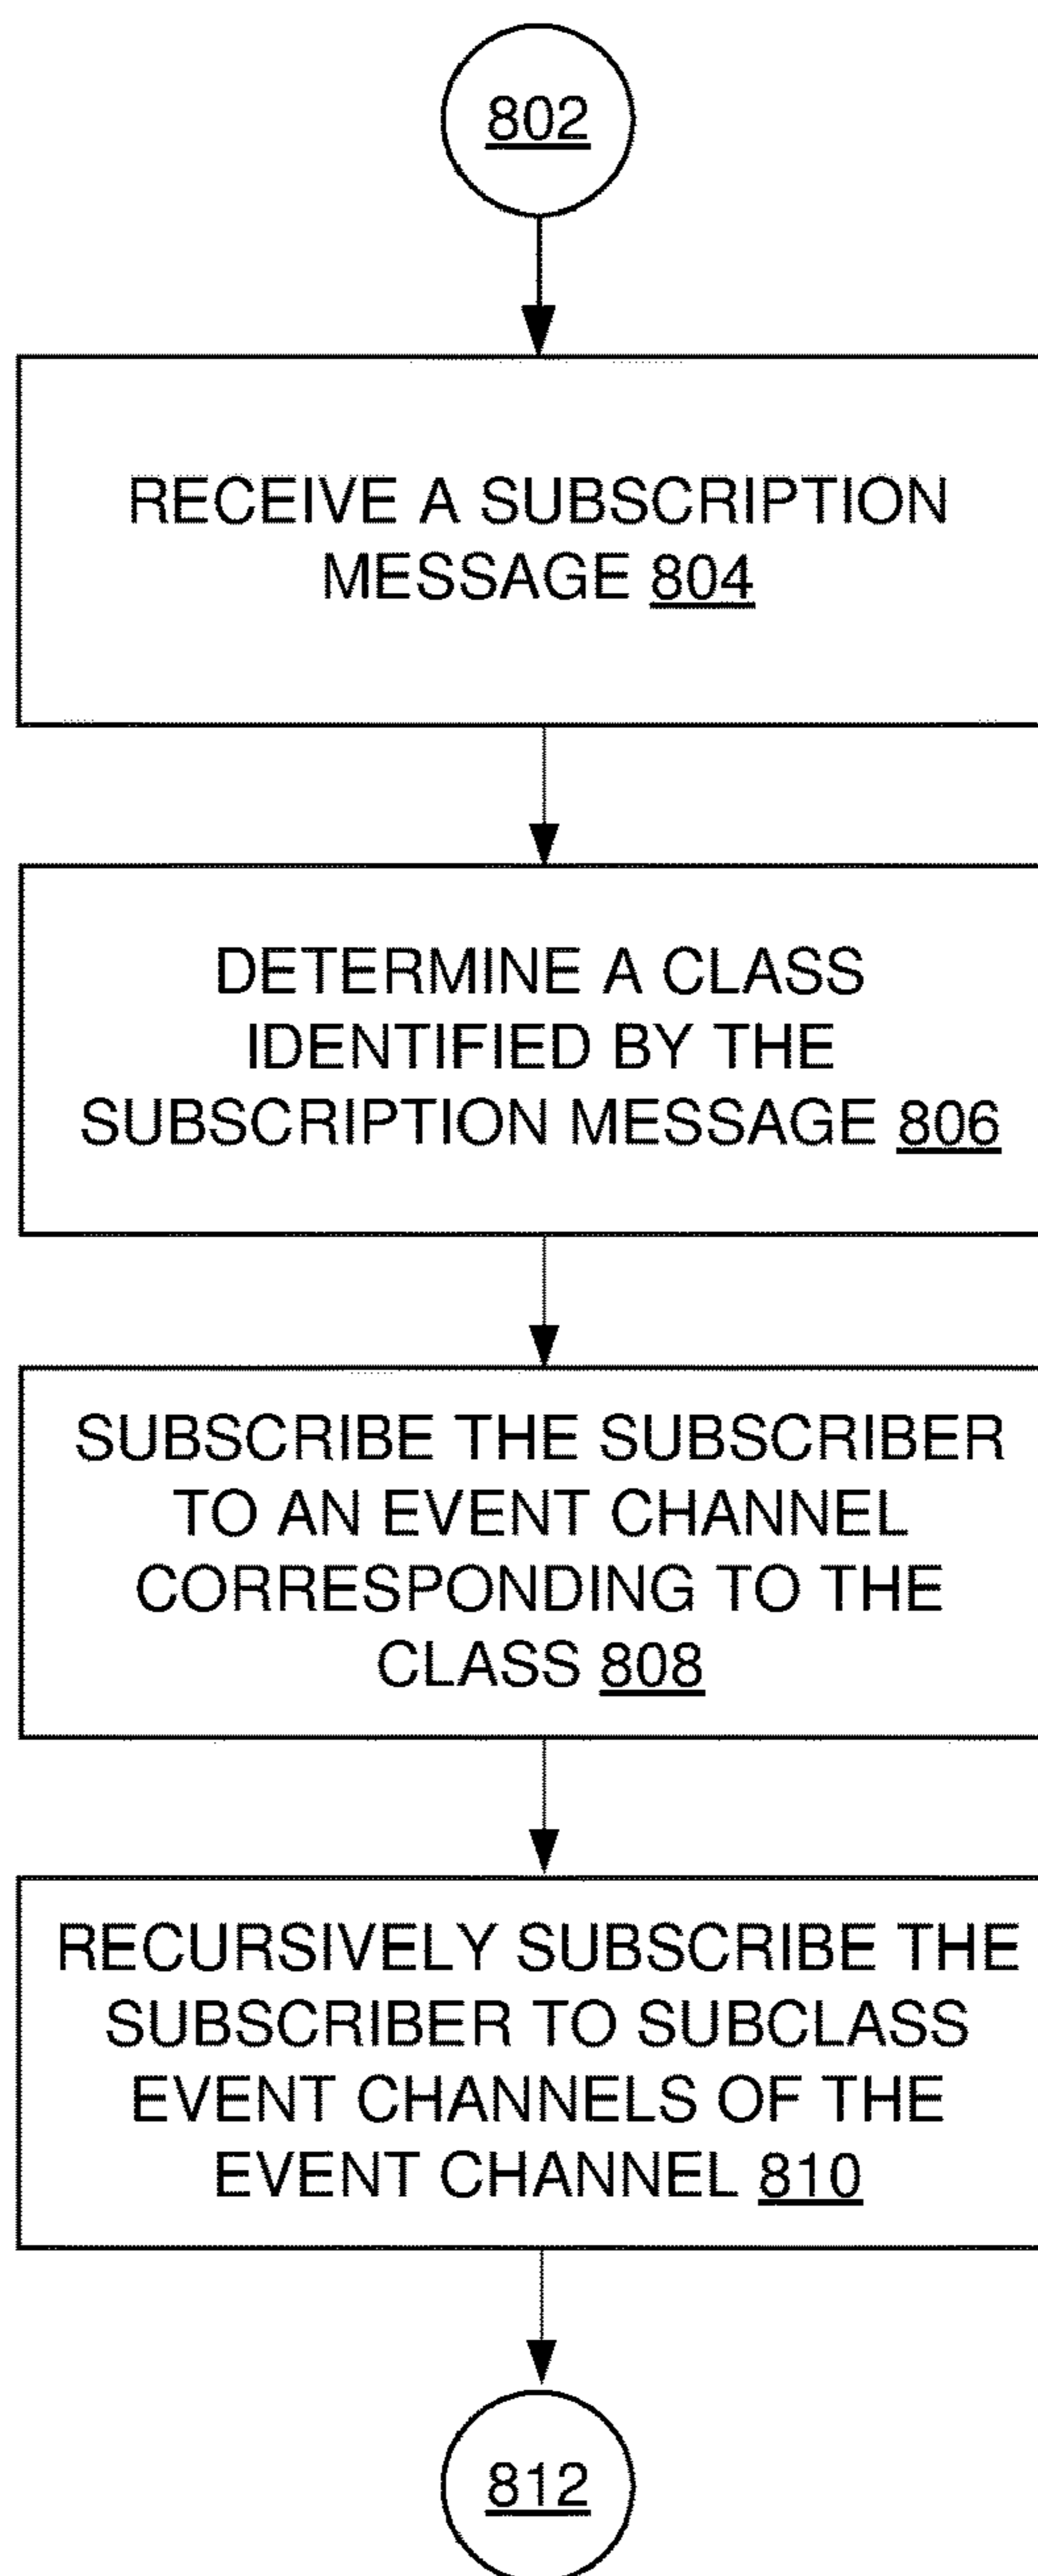 802
RECEIVE A SUBSCRIPTION
MESSAGE 804
DETERMINE A CLASS
IDENTIFIED BY THE
SUBSCRIPTION MESSAGE 806
SUBSCRIBE THE SUBSCRIBER
TO AN EVENT CHANNEL
CORRESPONDING TO THE
CLASS 808
RECURSIVELY SUBSCRIBE THE
SUBSCRIBER TO SUBCLASS
EVENT CHANNELS OF THE
EVENT CHANNEL 810
812